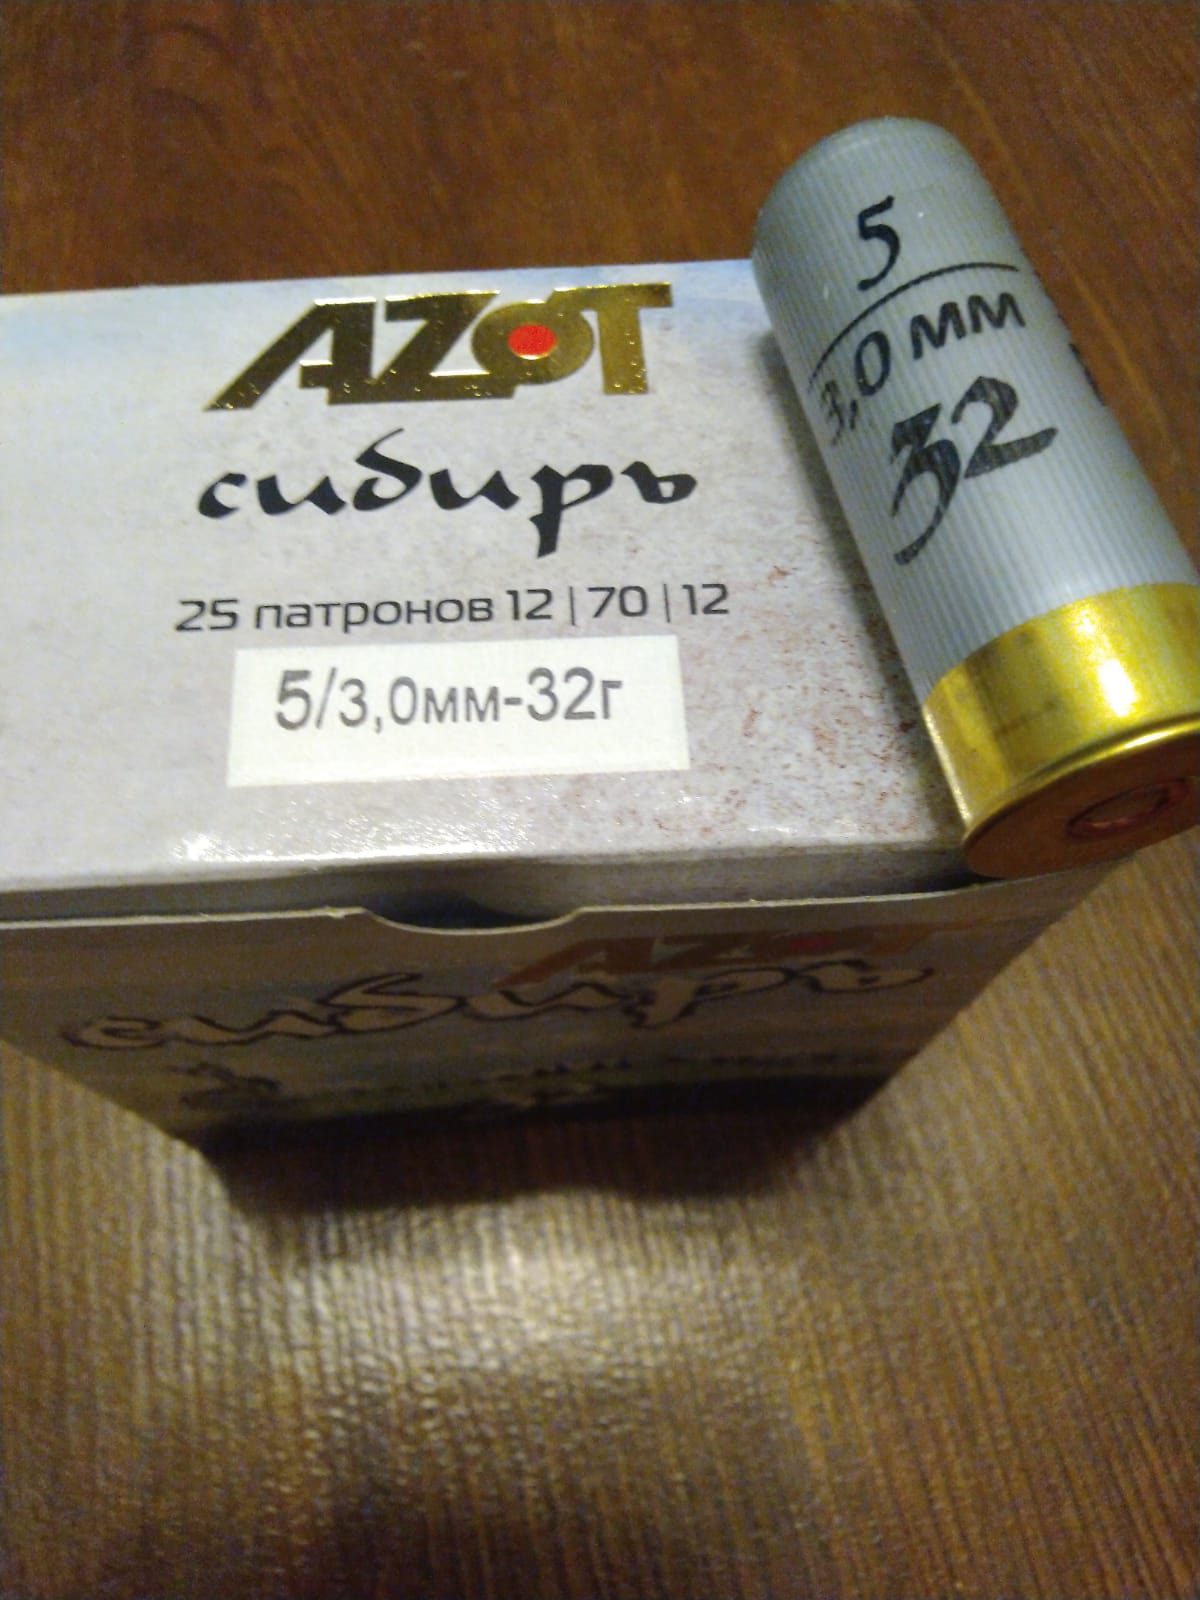 AZOT
сибирь
25 патронов 12 | 70 | 12
5/3,0мм-32г
5
3,0 мм
32
AZOT
сибирь